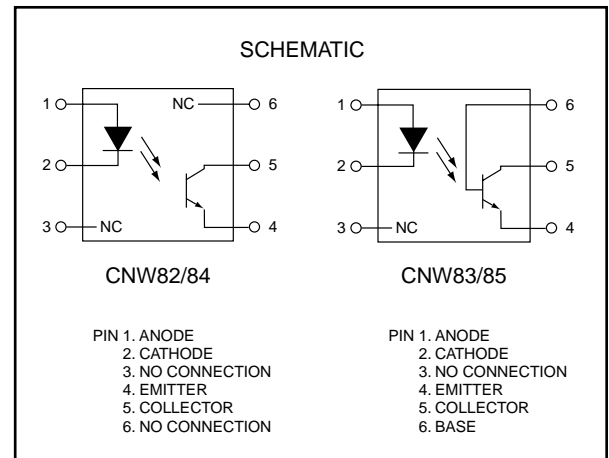 SCHEMATIC
1
NC
6
2
5
3
NC
4
CNW82/84
PIN 1. ANODE
2. CATHODE
3. NO CONNECTION
4. EMITTER
5. COLLECTOR
6. NO CONNECTION
1
6
2
5
3
NC
4
CNW83/85
PIN 1. ANODE
2. CATHODE
3. NO CONNECTION
4. EMITTER
5. COLLECTOR
6. BASE